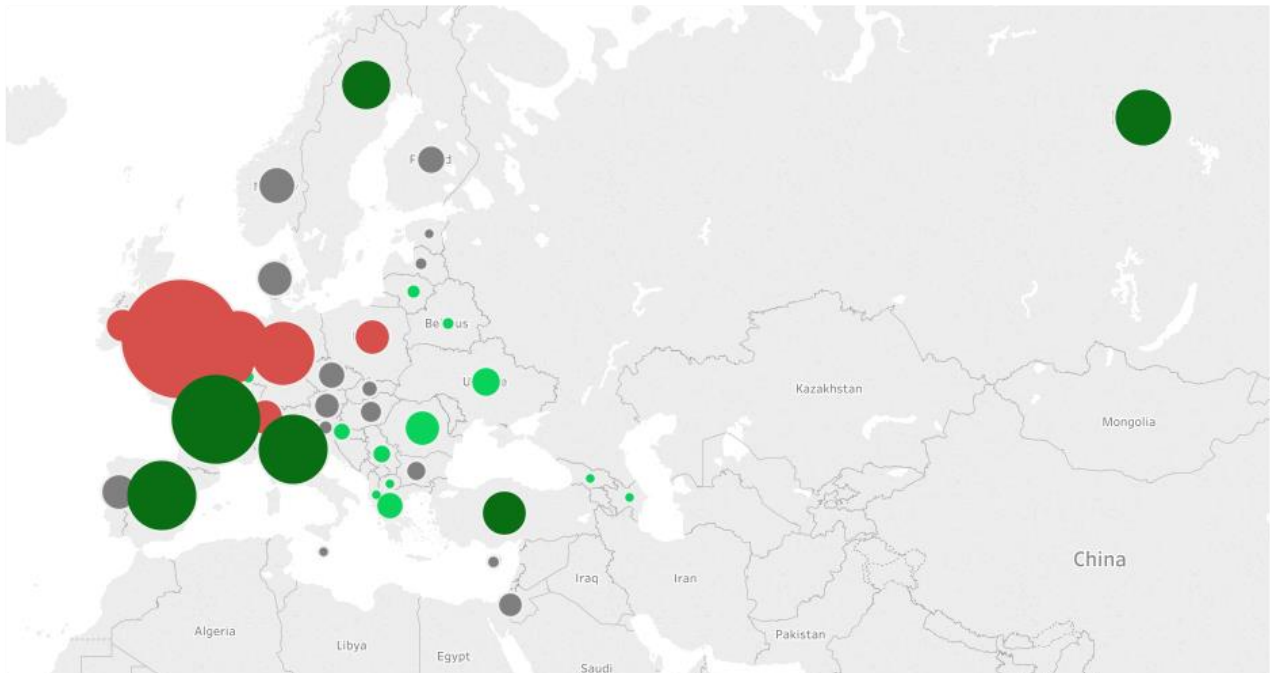 Kazakhstan
Mongolia
China
Iraq
Iran
Algeria
Pakistan
Libya
Egypt
Saudi